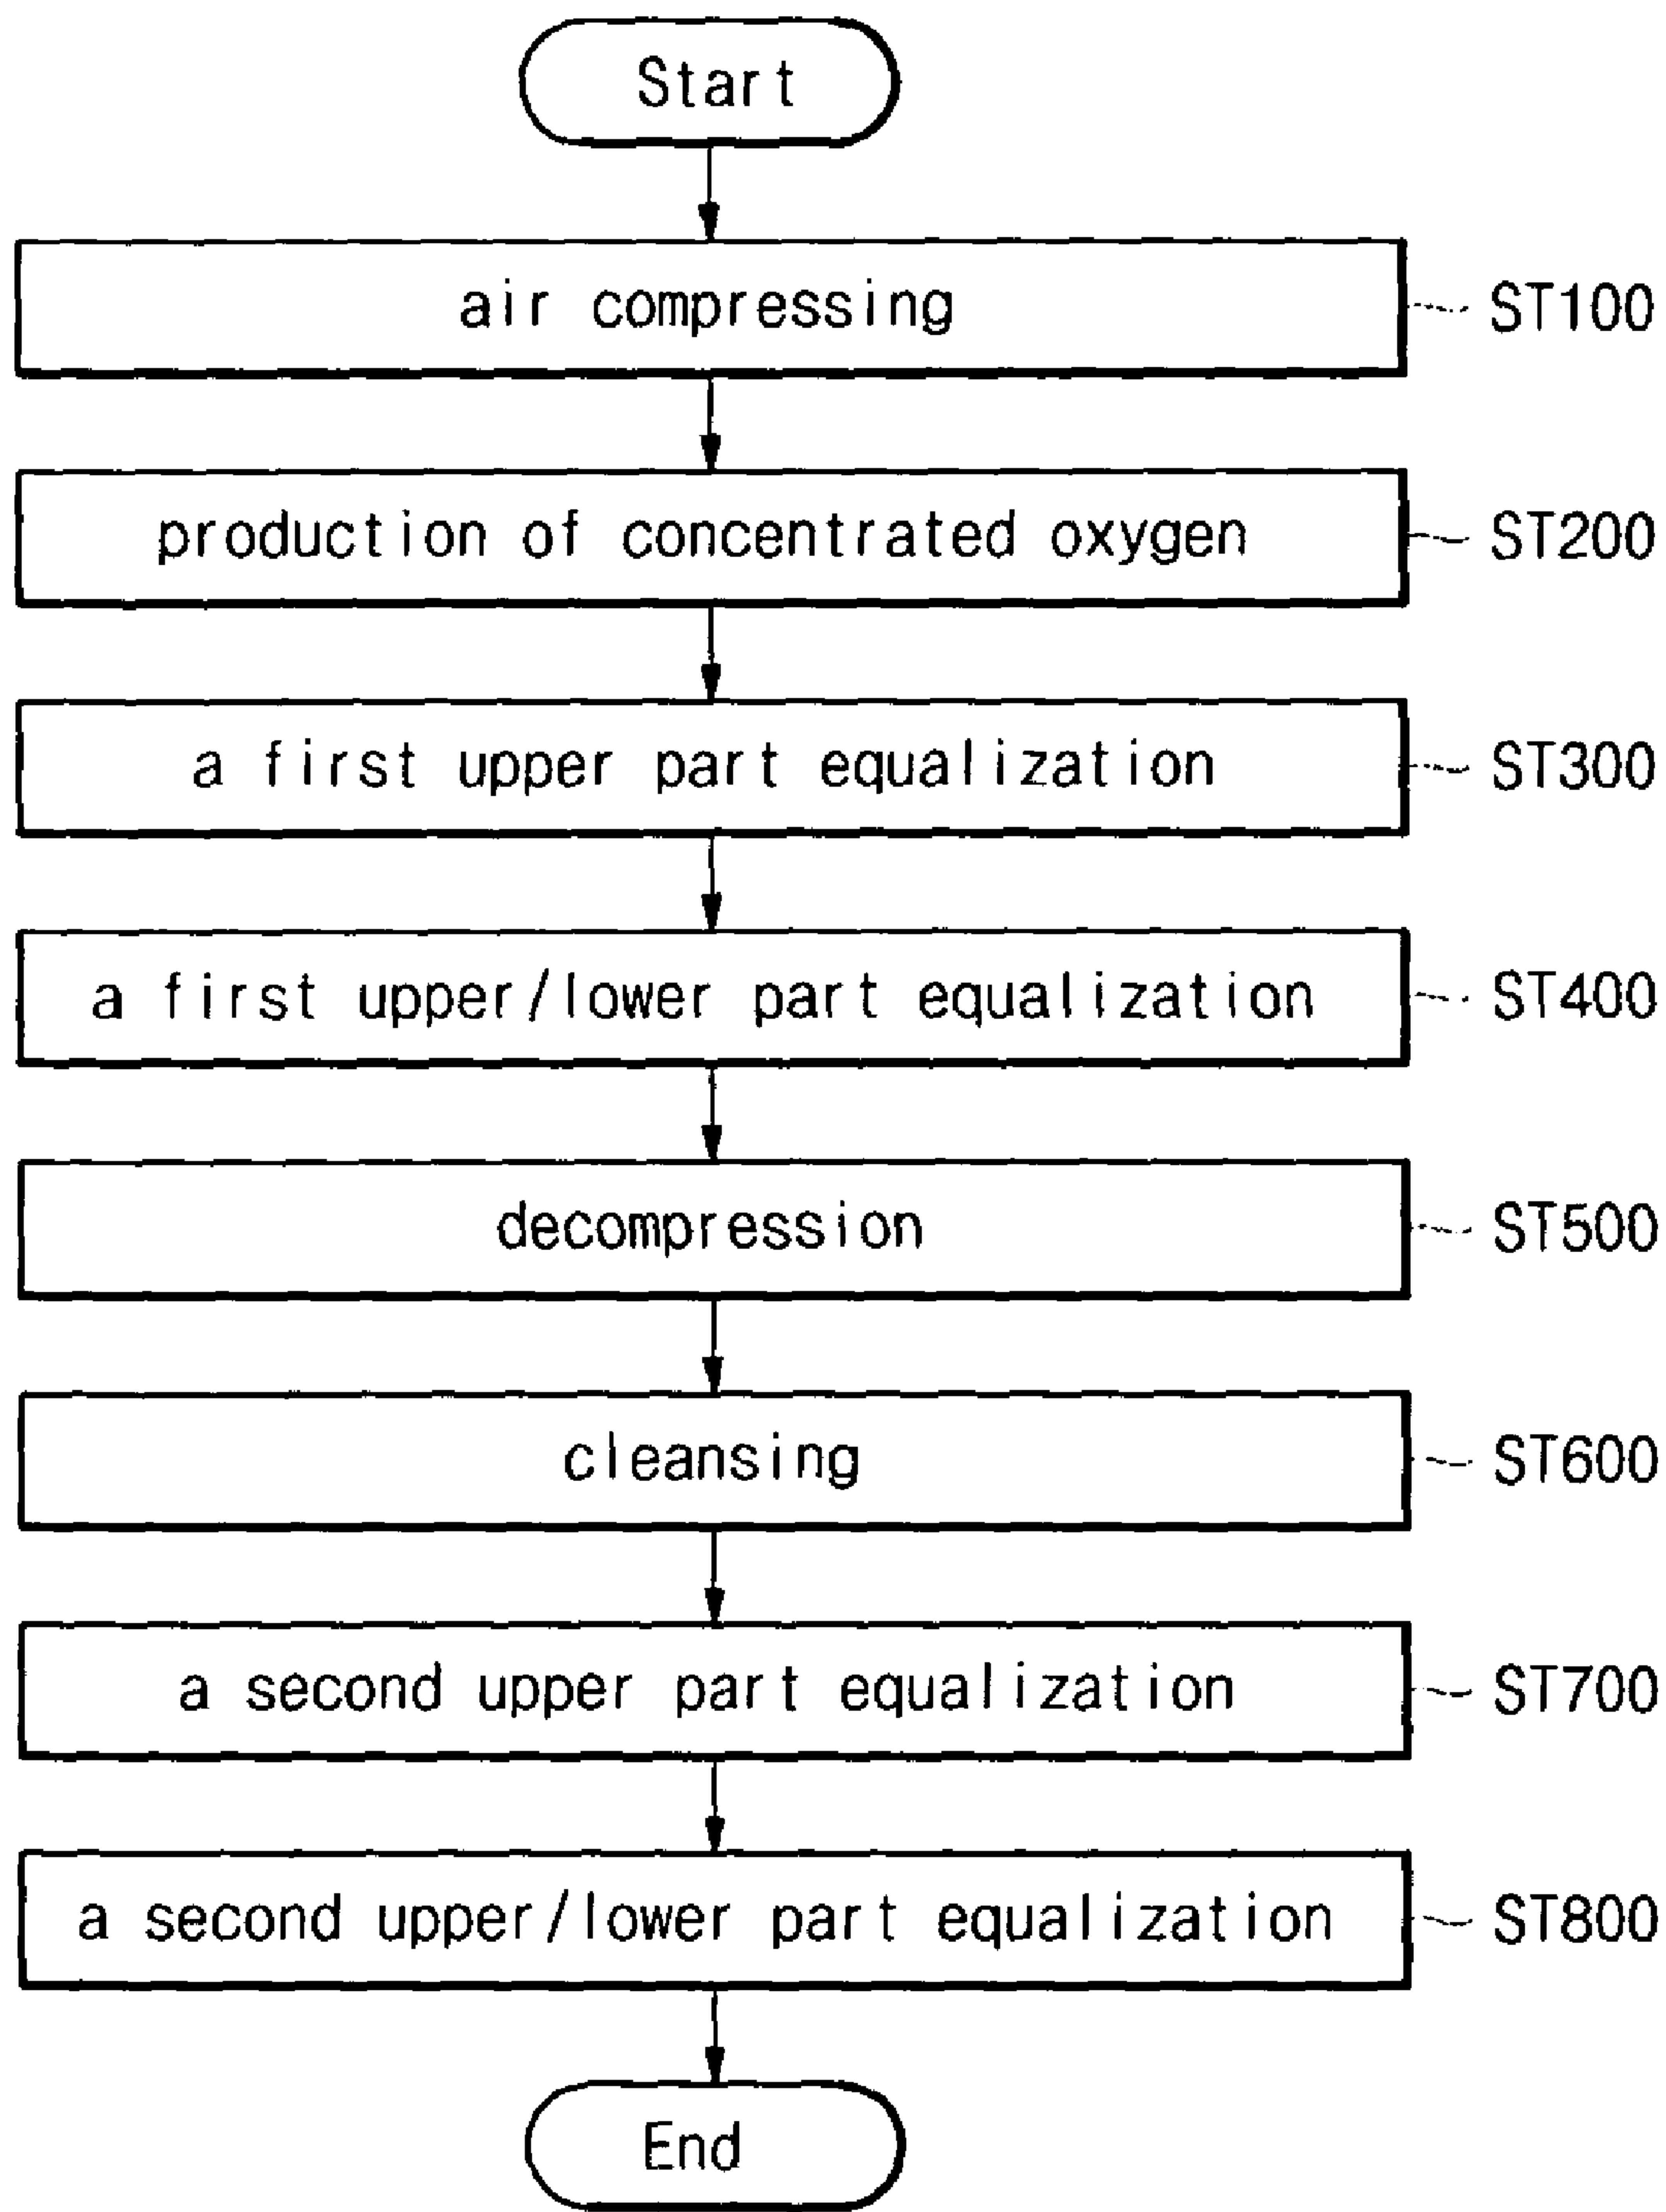 Start
air compressing
ST100
production of concentrated oxygen
ST200
a first upper part equalization
ST300
a first upper/lower part equalization
ST400
decompression
ST500
cleansing
ST600
a second upper part equalization
ST700
a second upper/lower part equalization
ST800
End